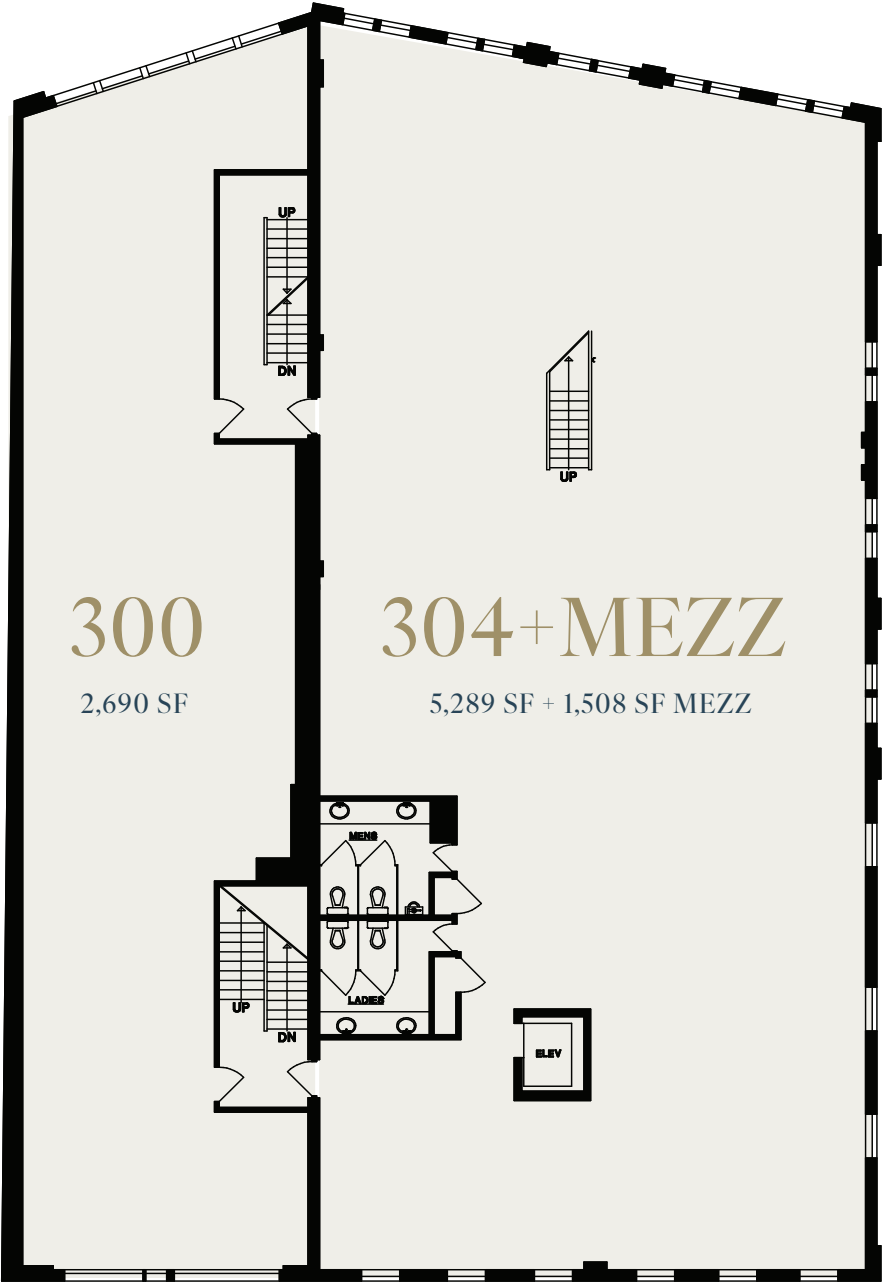 UP
DN
UP
300
2,690 SF
304+MEZZ
5,289 SF + 1,508 SF MEZZ
MENS
LADIES
UP
DN
ELEV